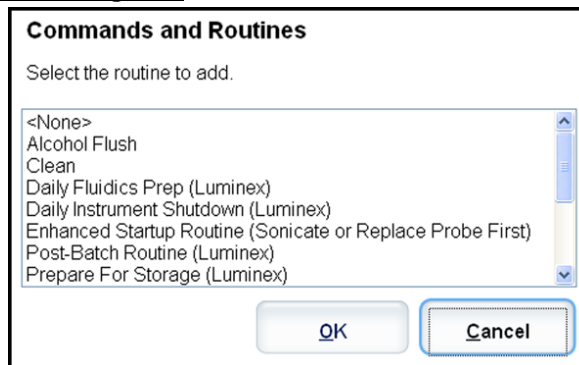 Commands and Routines
Select the routine to add.
<None>
Alcohol Flush
Clean
Daily Fluidics Prep (Luminex)
Daily Instrument Shutdown (Luminex)
Enhanced Startup Routine (Sonicate or Replace Probe First)
Post-Batch Routine (Luminex)
Prepare For Storage (Luminex)
OK
Cancel